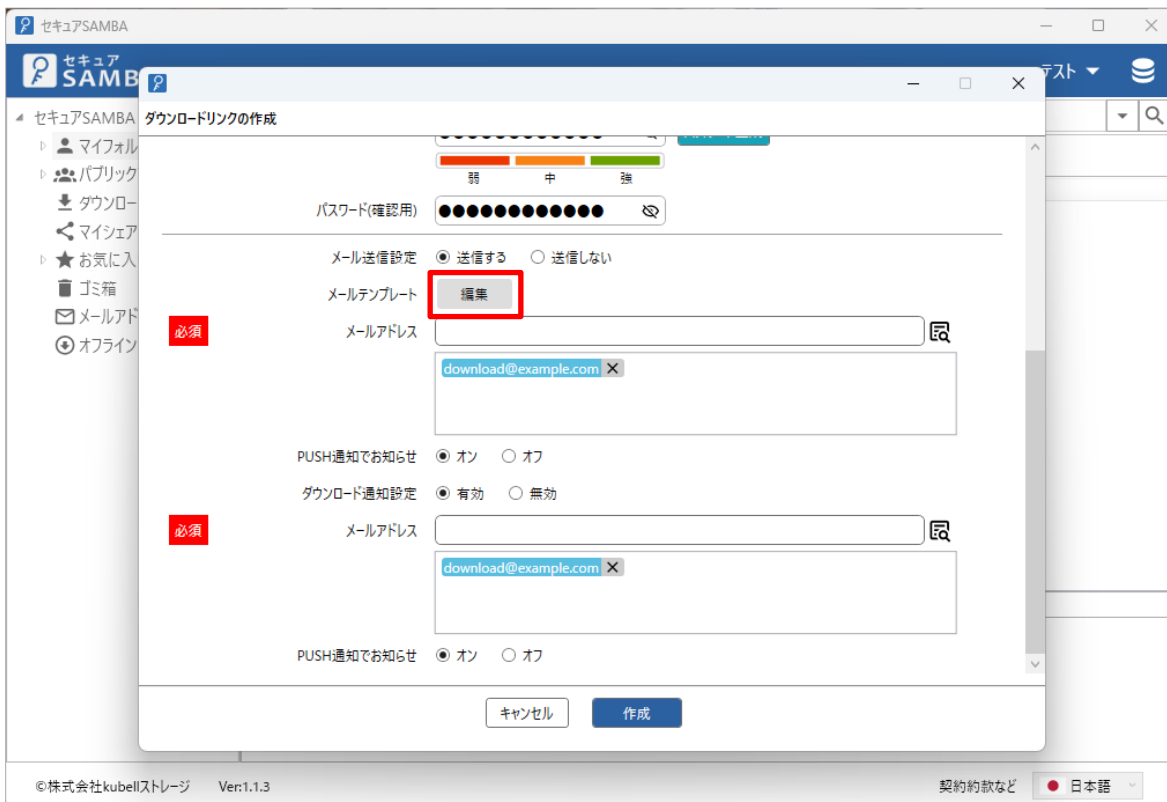 セキュアSAMBA
セキュア
SAMB
テスト
セキュアSAMBA
マイフォル
パブリック
ダウンロー
マイシェア
お気に入
ゴミ箱
メールアド
オフライン
ダウンロードリンクの作成
弱 中 強
パスワード(確認用) ●●●●●●●●●●●●
メール送信設定 送信する 送信しない
メールテンプレート 編集
必須 メールアドレス
download@example.com
PUSH通知でお知らせ オン オフ
ダウンロード通知設定 有効 無効
必須 メールアドレス
download@example.com
PUSH通知でお知らせ オン オフ
キャンセル 作成
©株式会社kubellストレージ Ver:1.1.3 契約約款など 日本語